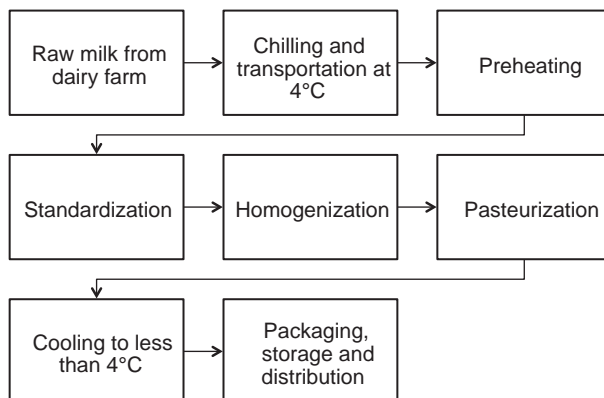 Raw milk from
dairy farm
Chilling and
transportation at
4°C
Preheating
Standardization
Homogenization
Pasteurization
Cooling to less
than 4°C
Packaging,
storage and
distribution